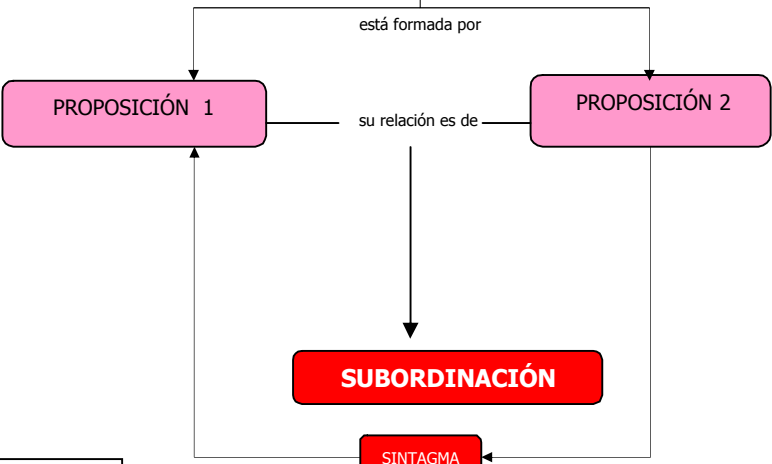 está formada por
PROPOSICIÓN 1
PROPOSICIÓN 2
su relación es de
SUBORDINACIÓN
SINTAGMA